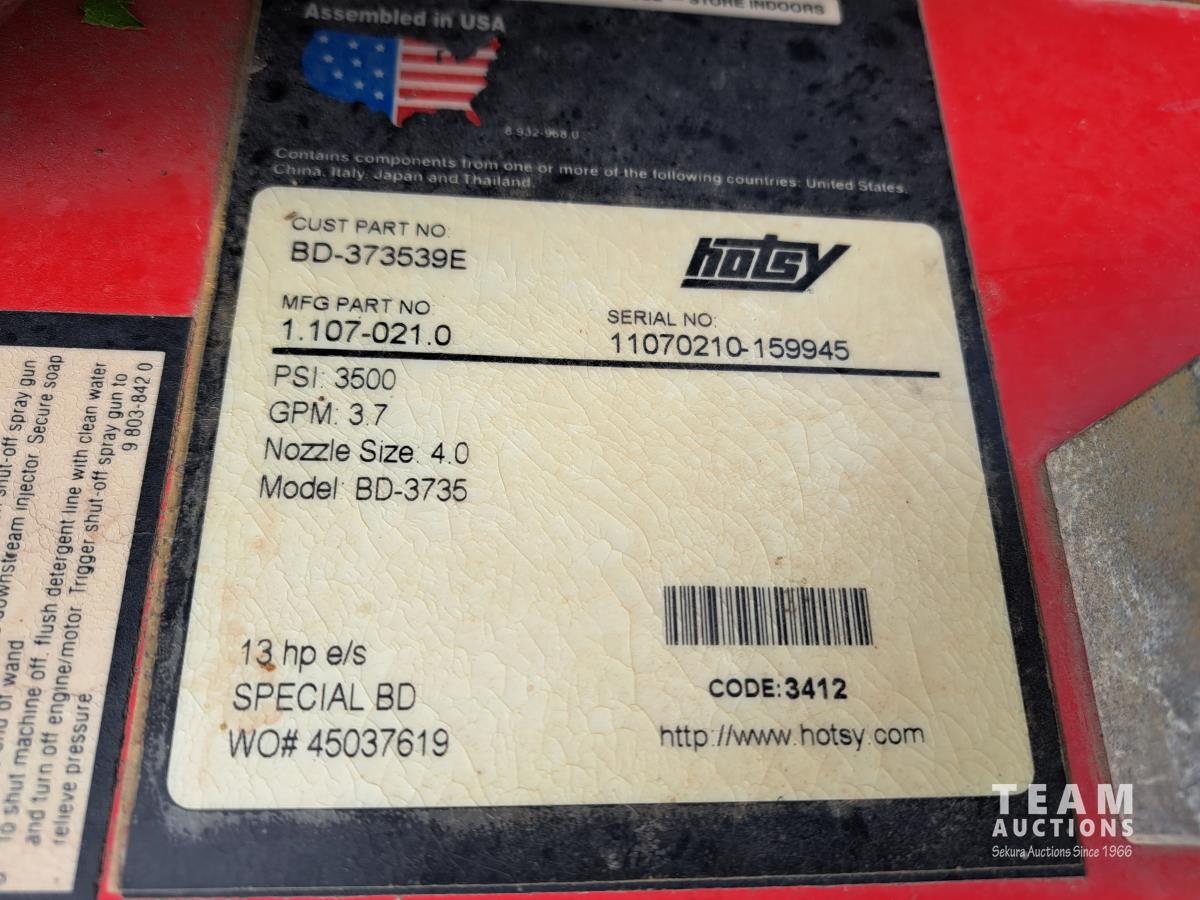 STORE INDOORS
Assembled in USA
8.932-968.0
Contains components from one or more of the following countries: United States,
China, Italy, Japan and Thailand.
CUST PART NO:
BD-373539E
hotsy
MFG PART NO
1.107-021.0
SERIAL NO:
11070210-159945
PSI: 3500
GPM: 3.7
Nozzle Size: 4.0
Model: BD-3735
13 hp e/s
SPECIAL BD
WO# 45037619
CODE:3412
http://www.hotsy.com
shut-off spray gun
downstream injector Secure soap
end of wand
To shut machine off, flush detergent line with clean water
and turn off engine/motor Trigger shut-off spray gun to
relieve pressure
9 803-842 0
TEAM
AUCTIONS
Sekura Auctions Since 1966